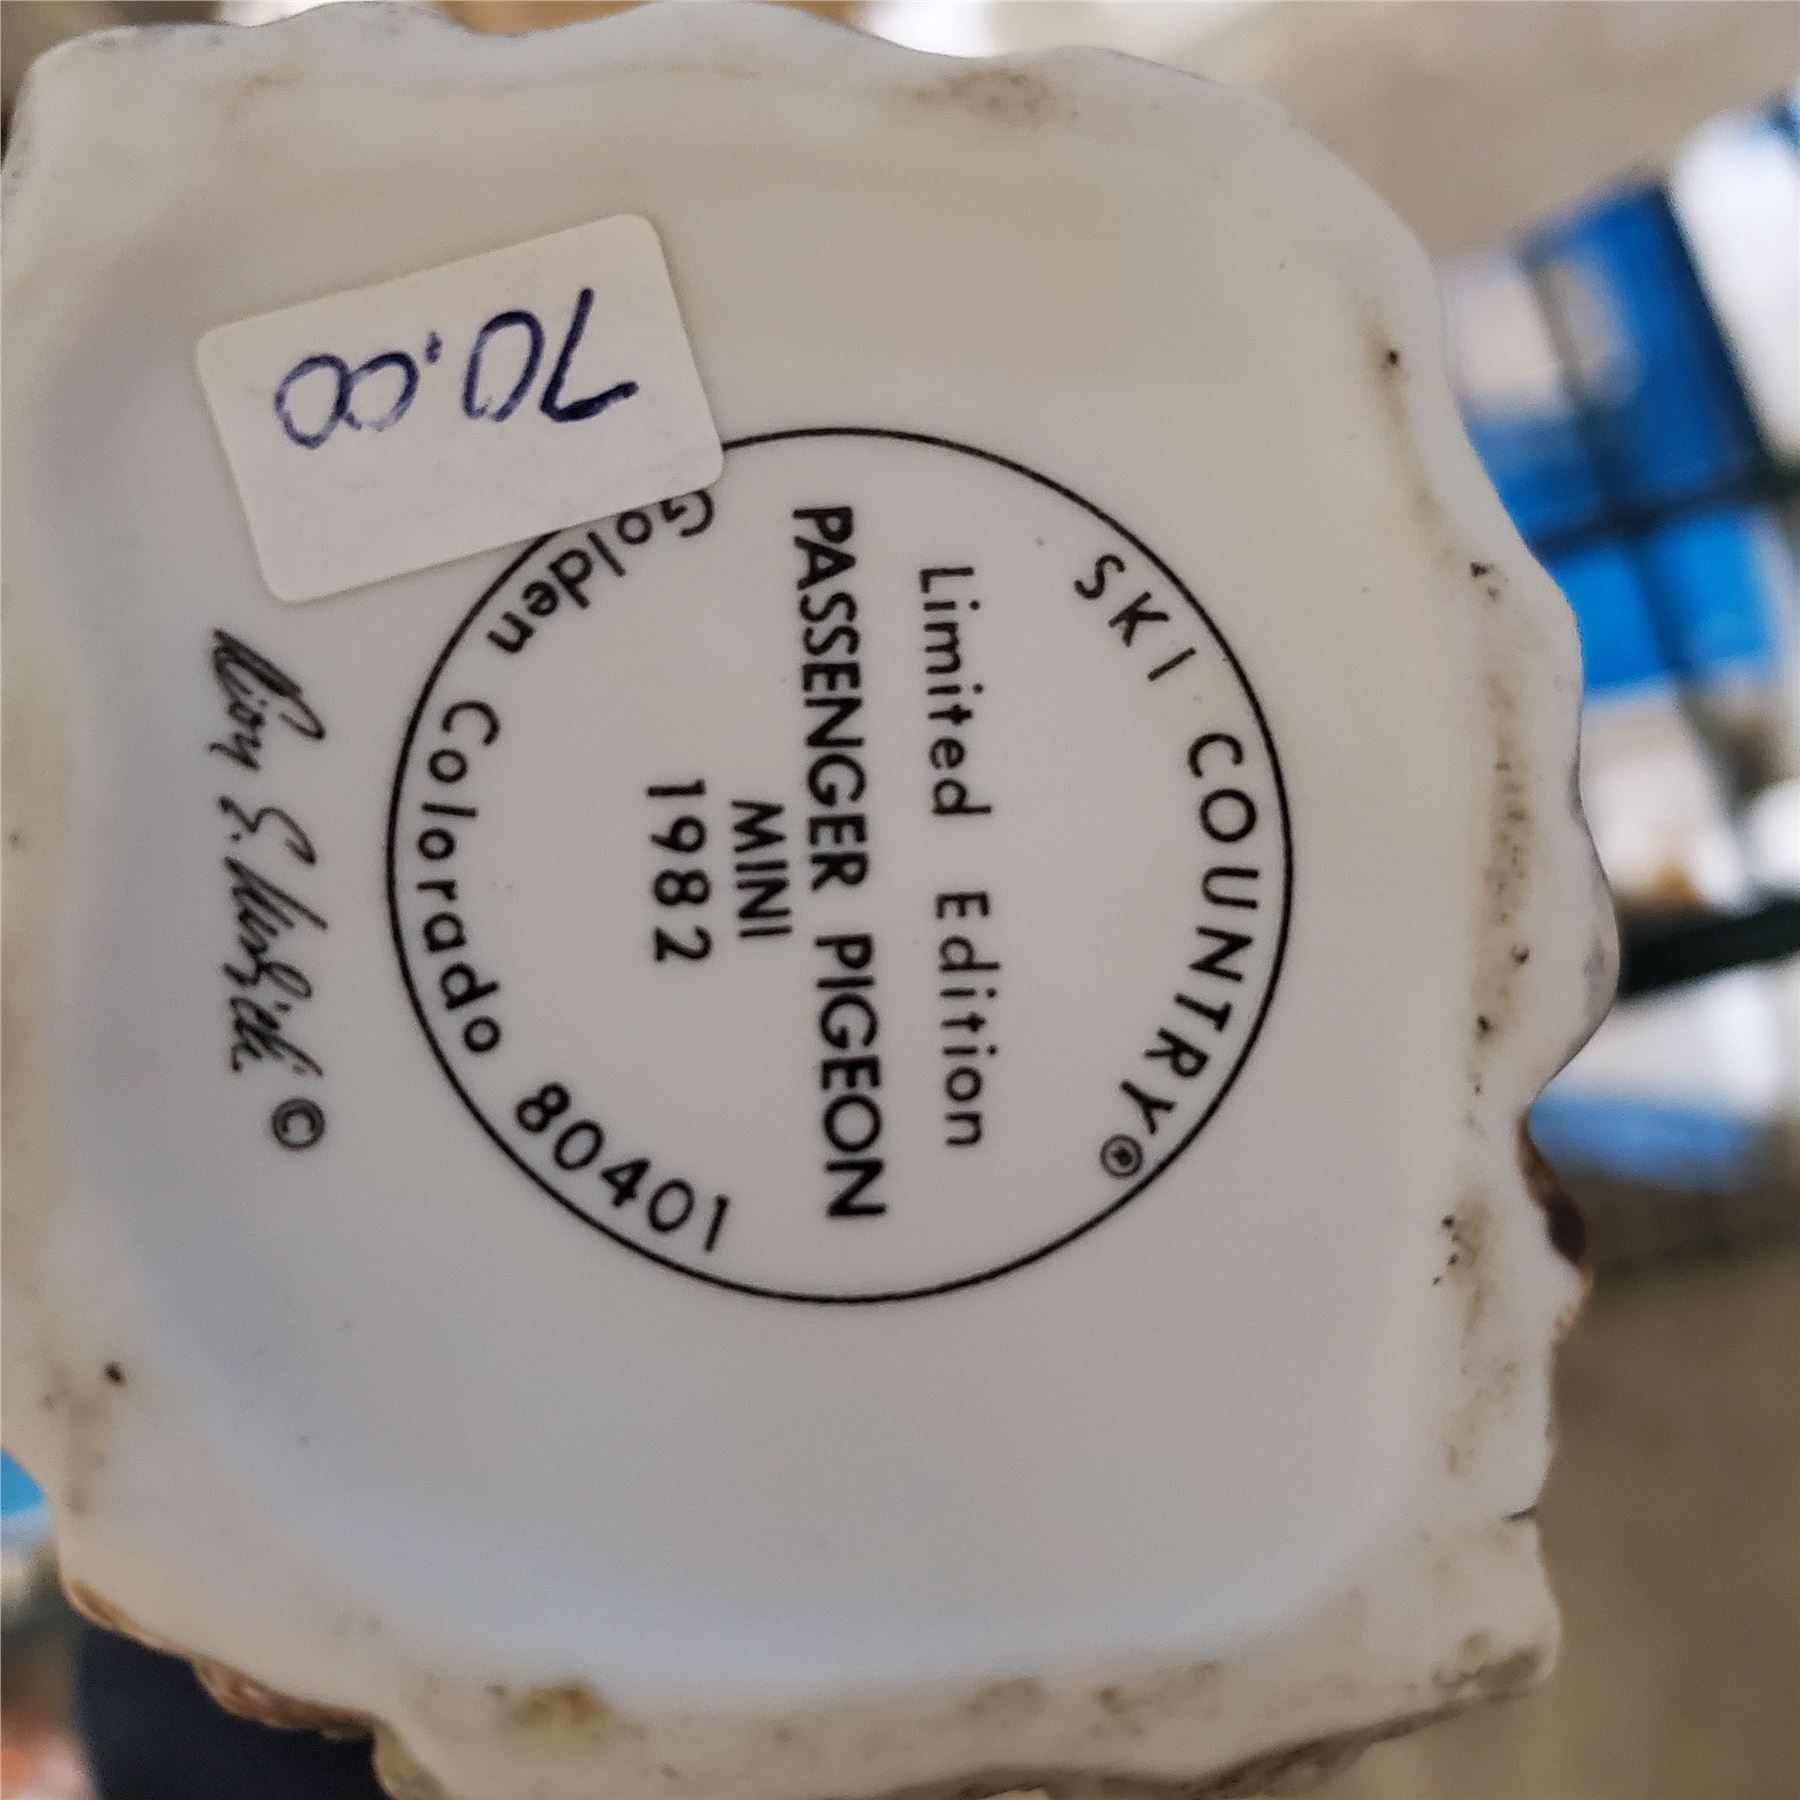 70.00
SKI COUNTRY®
Limited Edition
PASSENGER PIGEON
MINI
1982
Golden Colorado 80401
©